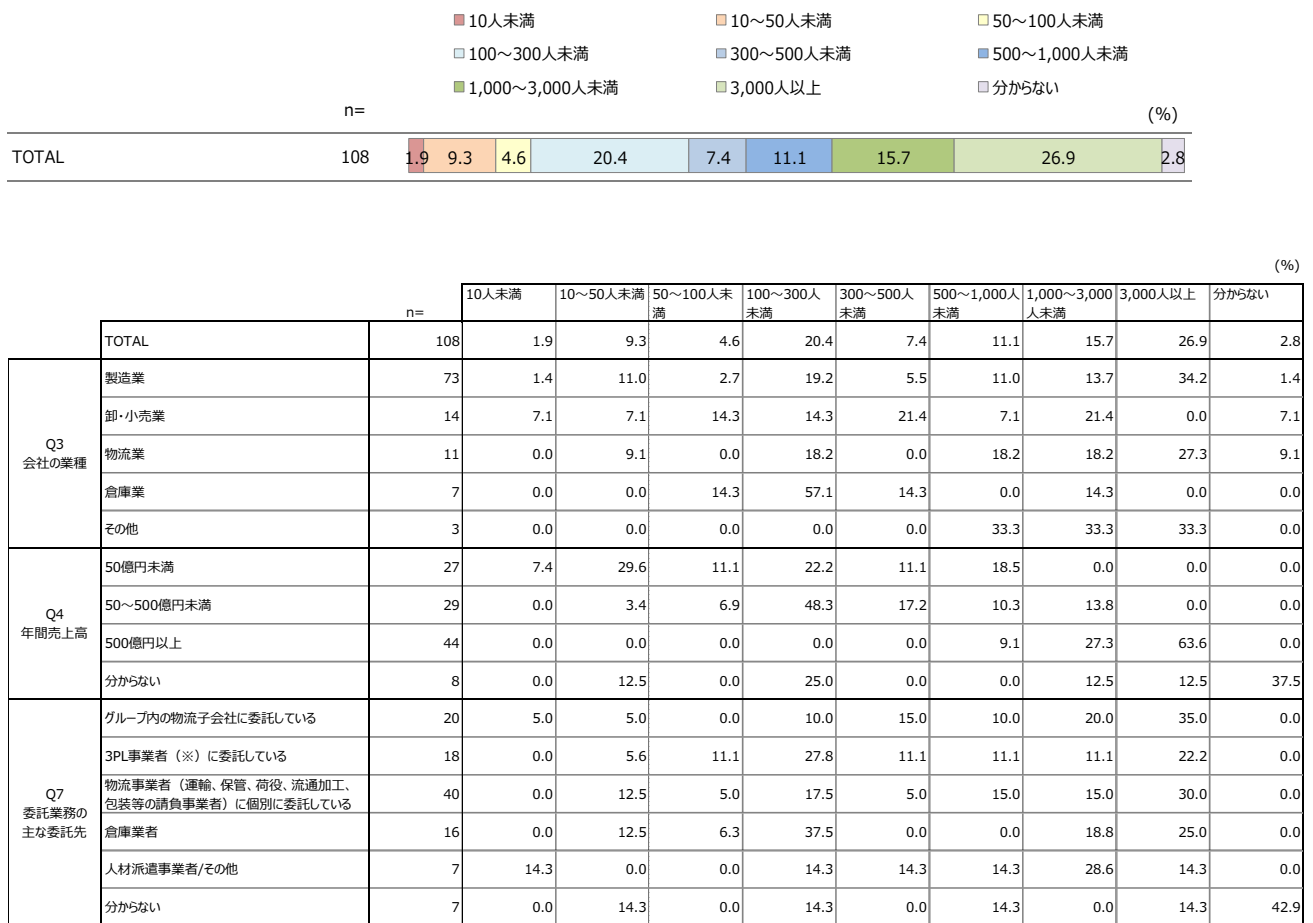 10人未満 10～50人未満 50～100人未満
100～300人未満 300～500人未満 500～1,000人未満
1,000～3,000人未満 3,000人以上 分からない
n= (%)
TOTAL 108 1.9 9.3 4.6 20.4 7.4 11.1 15.7 26.9 2.8
(%)
n= 10人未満 10～50人未満 50～100人未満 100～300人未満 300～500人未満 500～1,000人未満 1,000～3,000人未満 3,000人以上 分からない
TOTAL 108 1.9 9.3 4.6 20.4 7.4 11.1 15.7 26.9 2.8
Q3
会社の業種
製造業 73 1.4 11.0 2.7 19.2 5.5 11.0 13.7 34.2 1.4
卸・小売業 14 7.1 7.1 14.3 14.3 21.4 7.1 21.4 0.0 7.1
物流業 11 0.0 9.1 0.0 18.2 0.0 18.2 18.2 27.3 9.1
倉庫業 7 0.0 0.0 14.3 57.1 14.3 0.0 14.3 0.0 0.0
その他 3 0.0 0.0 0.0 0.0 0.0 33.3 33.3 33.3 0.0
Q4
年間売上高
50億円未満 27 7.4 29.6 11.1 22.2 11.1 18.5 0.0 0.0 0.0
50～500億円未満 29 0.0 3.4 6.9 48.3 17.2 10.3 13.8 0.0 0.0
500億円以上 44 0.0 0.0 0.0 0.0 0.0 9.1 27.3 63.6 0.0
分からない 8 0.0 12.5 0.0 25.0 0.0 0.0 12.5 12.5 37.5
Q7
委託業務の
主な委託先
グループ内の物流子会社に委託している 20 5.0 5.0 0.0 10.0 15.0 10.0 20.0 35.0 0.0
3PL事業者（※）に委託している 18 0.0 5.6 11.1 27.8 11.1 11.1 11.1 22.2 0.0
物流事業者（運輸、保管、荷役、流通加工、
包装等の請負事業者）に個別に委託している 40 0.0 12.5 5.0 17.5 5.0 15.0 15.0 30.0 0.0
倉庫業者 16 0.0 12.5 6.3 37.5 0.0 0.0 18.8 25.0 0.0
人材派遣事業者/その他 7 14.3 0.0 0.0 14.3 14.3 14.3 28.6 14.3 0.0
分からない 7 0.0 14.3 0.0 14.3 0.0 14.3 0.0 14.3 42.9